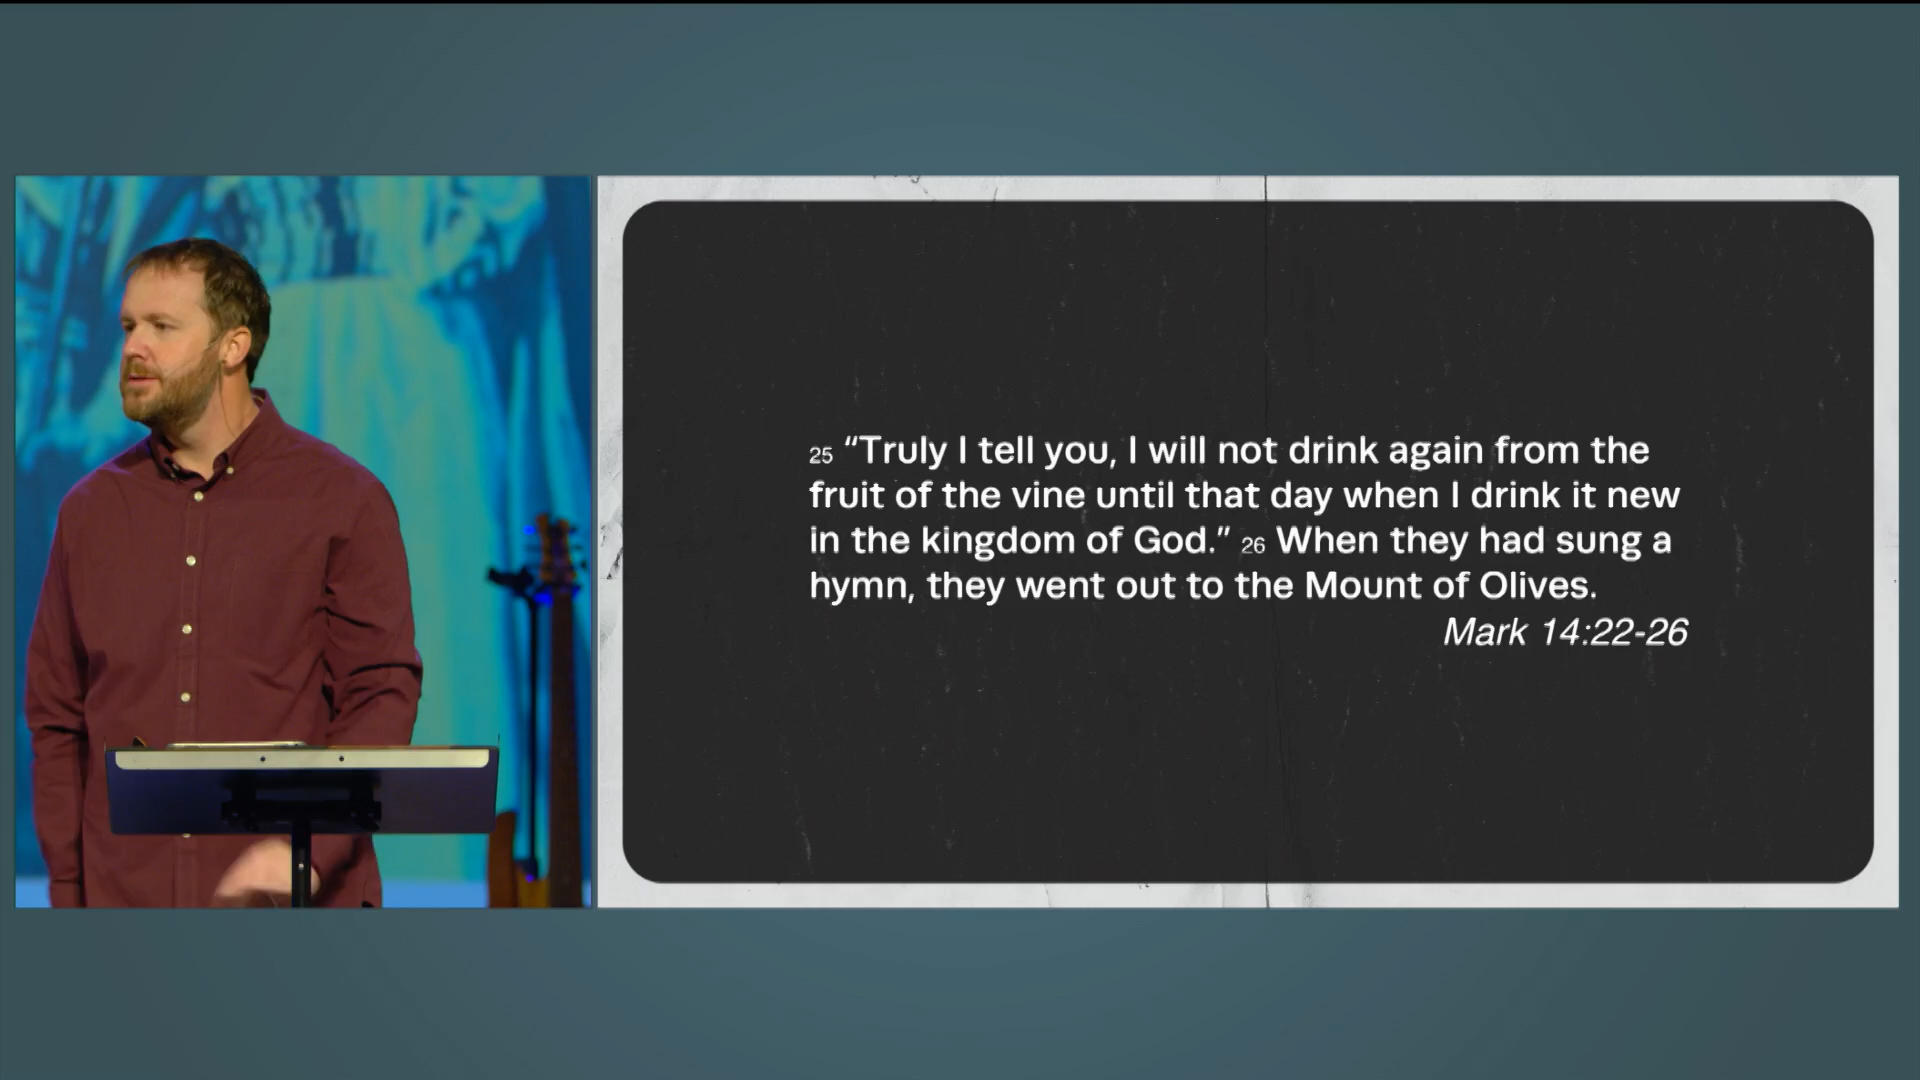 25 “Truly I tell you, I will not drink again from the
fruit of the vine until that day when I drink it new
in the kingdom of God.” 26 When they had sung a
hymn, they went out to the Mount of Olives.
Mark 14:22-26